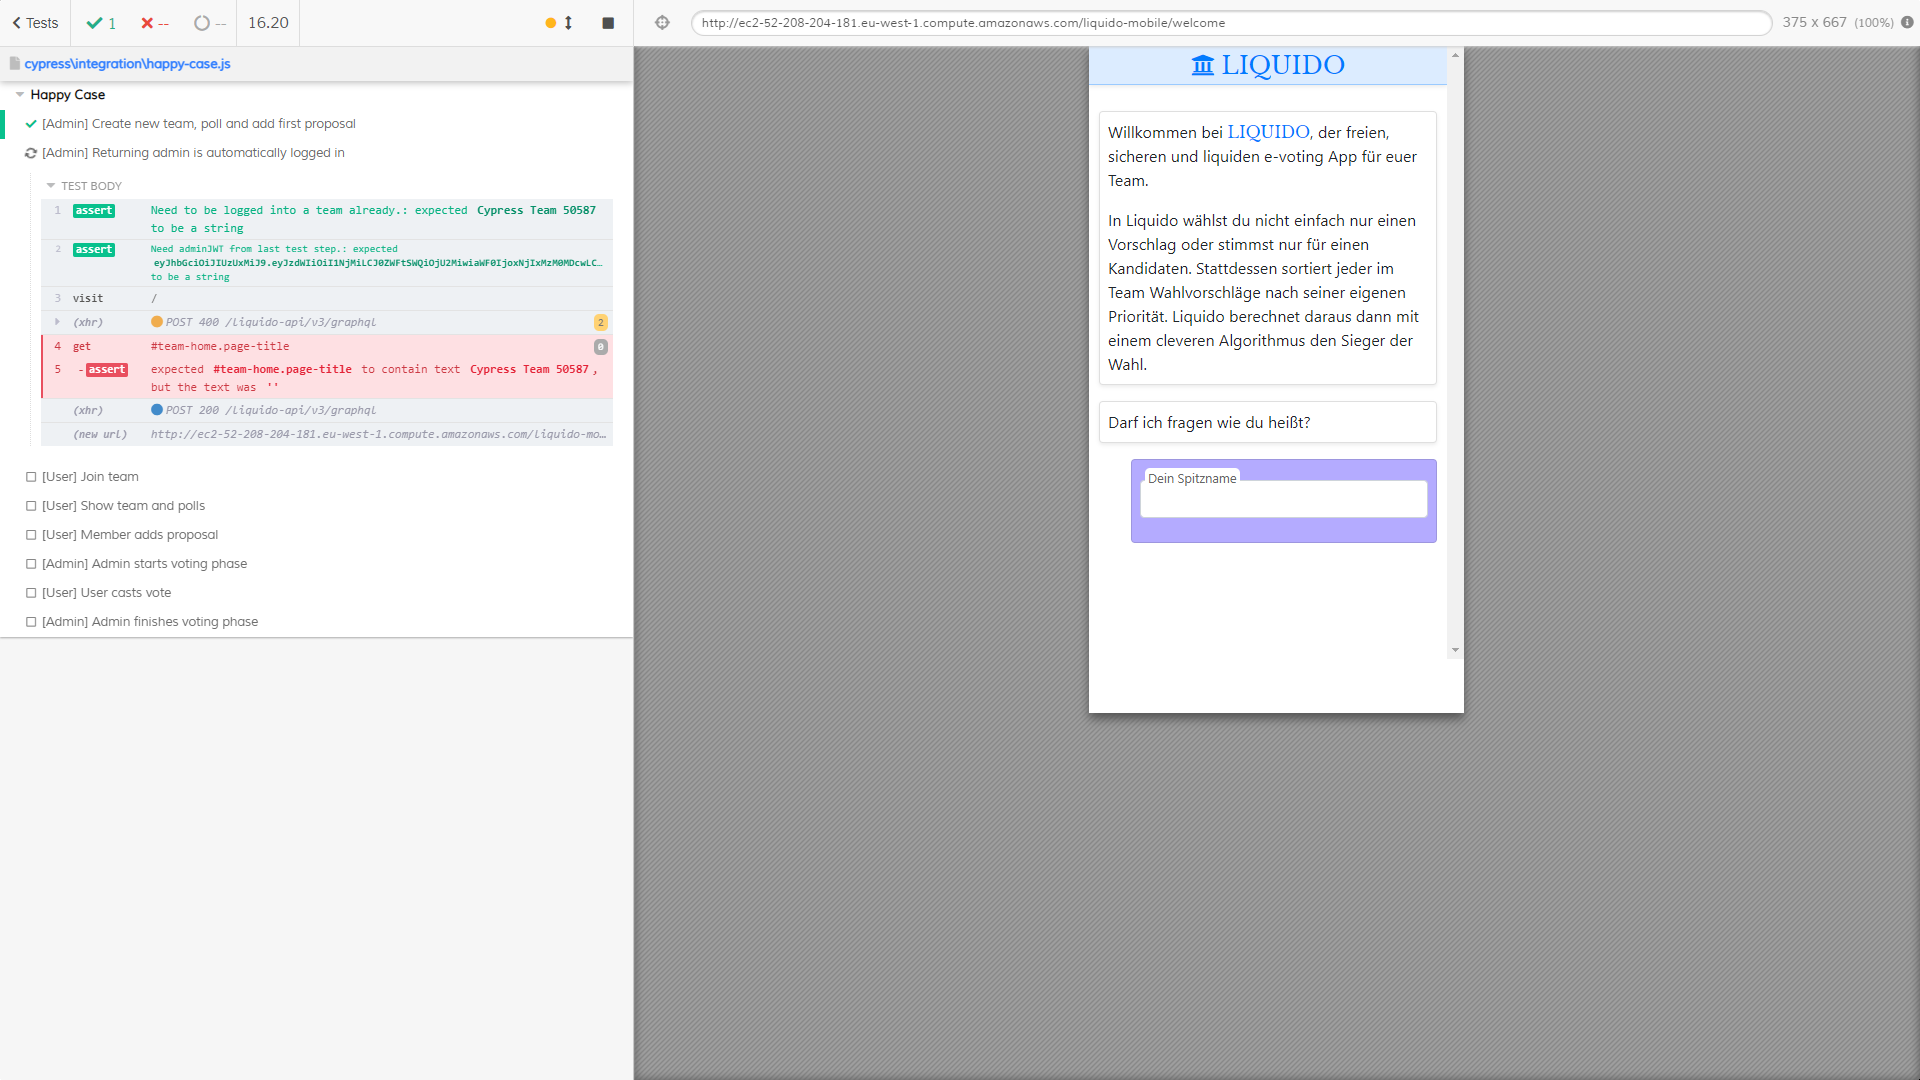 Tests
1
--
--
16.20
http://ec2-52-208-204-181.eu-west-1.compute.amazonaws.com/liquido-mobile/welcome
375 x 667 (100%)
cypress\integration\happy-case.js
Happy Case
[Admin] Create new team, poll and add first proposal
[Admin] Returning admin is automatically logged in
TEST BODY
1 assert Need to be logged into a team already.: expected Cypress Team 50587
to be a string
2 assert Need adminJWT from last test step.: expected
eyJhbGciOiJIUzUxMiJ9.eyJzdWIiOiI1NjMiLCJ0ZWFtSWQiOjU2MiwiaWF0IjoxNjIxMzM0MDcwLC…
to be a string
3 visit /
(xhr) POST 400 /liquido-api/v3/graphql 2
4 get #team-home.page-title 0
5 -assert expected #team-home.page-title to contain text Cypress Team 50587,
but the text was ''
(xhr) POST 200 /liquido-api/v3/graphql
(new url) http://ec2-52-208-204-181.eu-west-1.compute.amazonaws.com/liquido-mo…
[User] Join team
[User] Show team and polls
[User] Member adds proposal
[Admin] Admin starts voting phase
[User] User casts vote
[Admin] Admin finishes voting phase
LIQUIDO
Willkommen bei LIQUIDO, der freien,
sicheren und liquiden e-voting App für euer
Team.
In Liquido wählst du nicht einfach nur einen
Vorschlag oder stimmst nur für einen
Kandidaten. Stattdessen sortiert jeder im
Team Wahlvorschläge nach seiner eigenen
Priorität. Liquido berechnet daraus dann mit
einem cleveren Algorithmus den Sieger der
Wahl.
Darf ich fragen wie du heißt?
Dein Spitzname